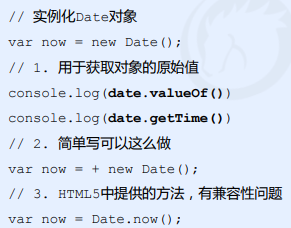 // 实例化Date对象
var now = new Date();
// 1. 用于获取对象的原始值
console.log(date.valueOf())
console.log(date.getTime())
// 2. 简单写可以这么做
var now = + new Date();
// 3. HTML5中提供的方法，有兼容性问题
var now = Date.now();